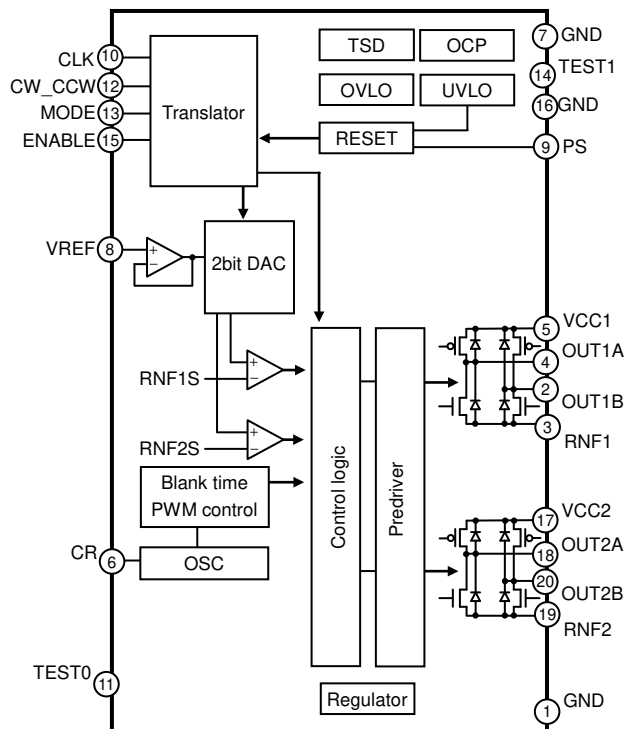 CLK
10
CW_CCW
12
MODE
13
ENABLE
15
Translator
TSD
OCP
OVLO
UVLO
RESET
7
GND
TEST1
14
16
GND
9
PS
VREF
8
+
−
2bit DAC
RNF1S
+
−
RNF2S
+
−
Blank time
PWM control
OSC
CR
6
TEST0
11
Control logic
Predriver
Regulator
VCC1
5
OUT1A
4
2
OUT1B
3
RNF1
VCC2
17
OUT2A
18
20
OUT2B
19
RNF2
GND
1